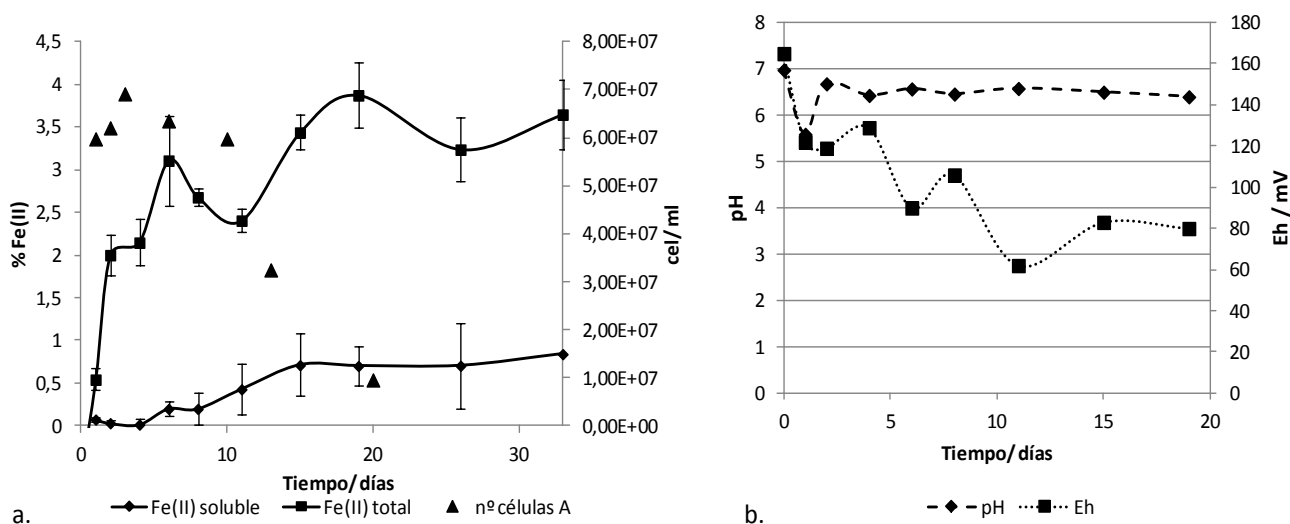 4,5
4
3,5
3
2,5
2
1,5
1
0,5
0
% Fe(II)
8,00E+07
7,00E+07
6,00E+07
5,00E+07
4,00E+07
3,00E+07
2,00E+07
1,00E+07
0,00E+00
cel/ ml
0 10 20 30
Tiempo/ días
Fe(II) soluble Fe(II) total nº células A
a.
8
7
6
5
4
3
2
1
0
pH
180
160
140
120
100
80
60
40
20
0
Eh / mV
0 5 10 15 20
Tiempo/ días
pH Eh
b.